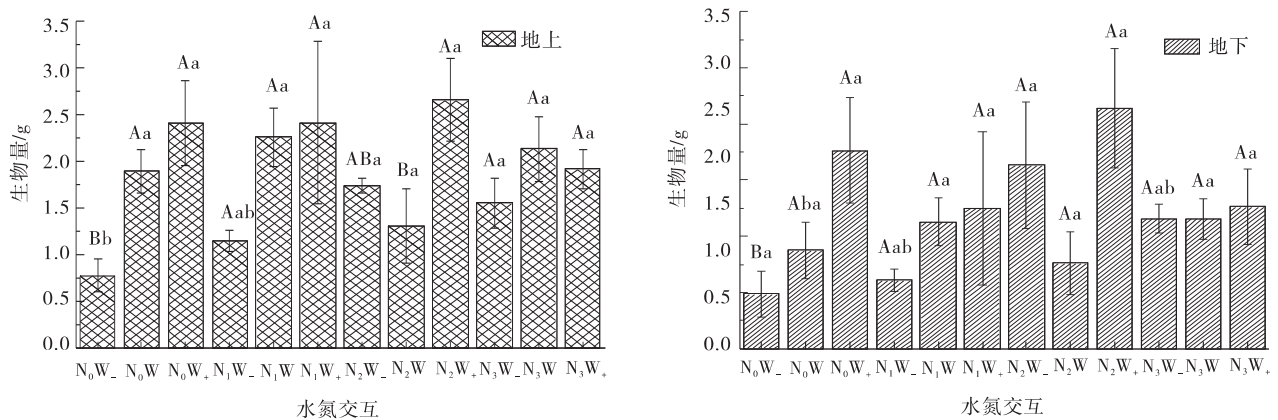 3.5
3.0
2.5
2.0
1.5
1.0
0.5
0.0
生物量/g
地上
Bb
Aa
Aa
Aab
Aa
Aa
ABa
Ba
Aa
Aa
Aa
Aa
N₀W₋ N₀W N₀W₊ N₁W₋ N₁W N₁W₊ N₂W₋ N₂W N₂W₊ N₃W₋ N₃W N₃W₊
水氮交互
3.5
3.0
2.5
2.0
1.5
1.0
0.5
0.0
生物量/g
地下
Ba
Aba
Aa
Aab
Aa
Aa
Aa
Aa
Aa
Aab
Aa
Aa
N₀W₋ N₀W N₀W₊ N₁W₋ N₁W N₁W₊ N₂W₋ N₂W N₂W₊ N₃W₋ N₃W N₃W₊
水氮交互